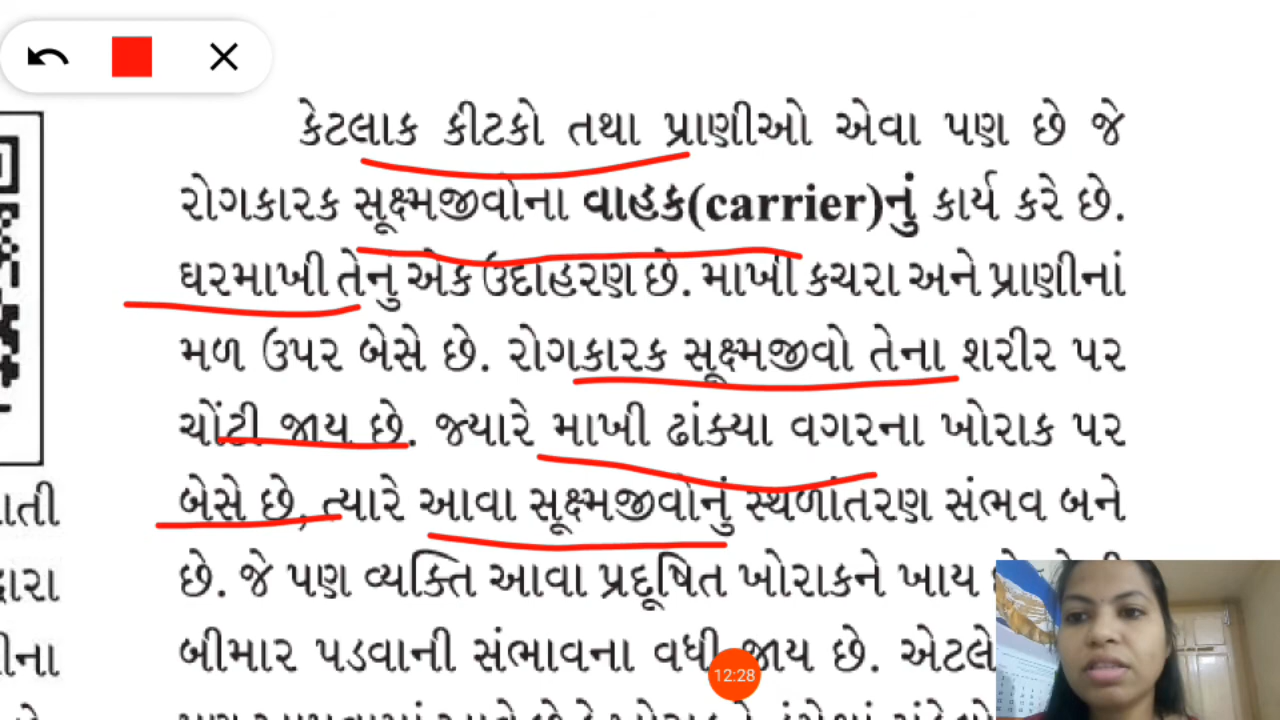 કેટલાક કીટકો તથા પ્રાણીઓ એવા પણ છે જે
રોગકારક સૂક્ષ્મજીવોના વાહક(carrier)નું કાર્ય કરે છે.
ઘરમાખી તેનુ એક ઉદાહરણ છે. માખી કચરા અને પ્રાણીનાં
મળ ઉપર બેસે છે. રોગકારક સૂક્ષ્મજીવો તેના શરીર પર
ચોંટી જાય છે. જ્યારે માખી ઢાંક્યા વગરના ખોરાક પર
બેસે છે, ત્યારે આવા સૂક્ષ્મજીવોનું સ્થળાંતરણ સંભવ બને
છે. જે પણ વ્યક્તિ આવા પ્રદૂષિત ખોરાકને ખાય
બીમાર પડવાની સંભાવના વધી જાય છે. એટલે
12:28